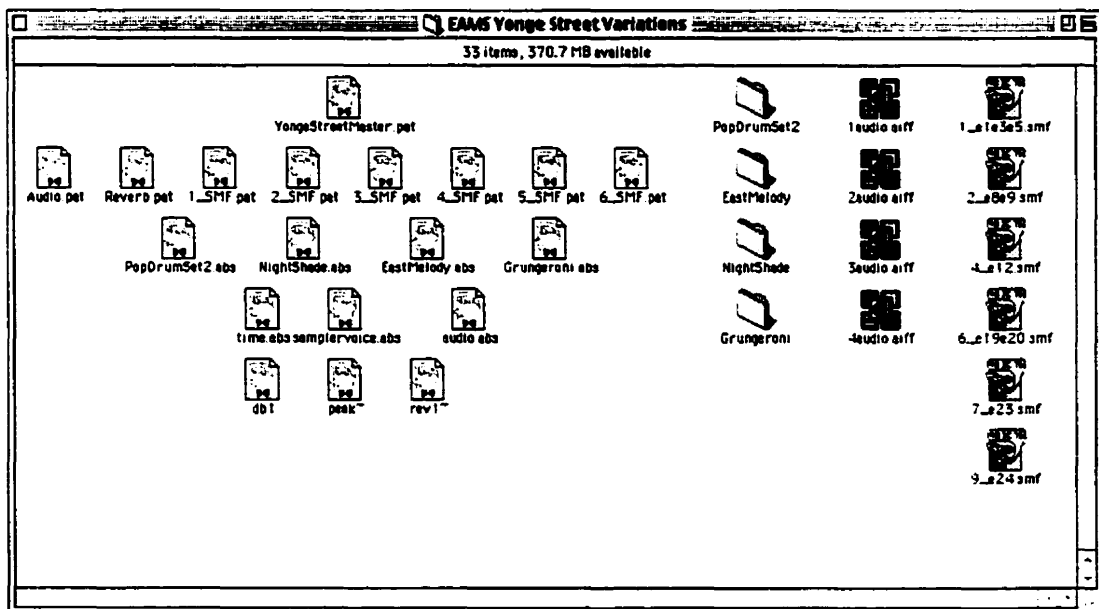 EAMS Yonge Street Variations
33 items, 370.7 MB available
YongeStreetMaster.pat PopDrumSet2 1audio.aiff 1_e1e3e5.smf
Audio.pat Reverb.pat 1_SMF.pat 2_SMF.pat 3_SMF.pat 4_SMF.pat 5_SMF.pat 6_SMF.pat EastMelody 2audio.aiff 2_e8e9.smf
PopDrumSet2.abs NightShade.abs EastMelody.abs Grungeroni.abs NightShade 3audio.aiff 4_e12.smf
time.abs samplervoice.abs audio.abs Grungeroni 4audio.aiff 6_e19e20.smf
db1 peak~ rev1~ 7_e23.smf
9_e24.smf